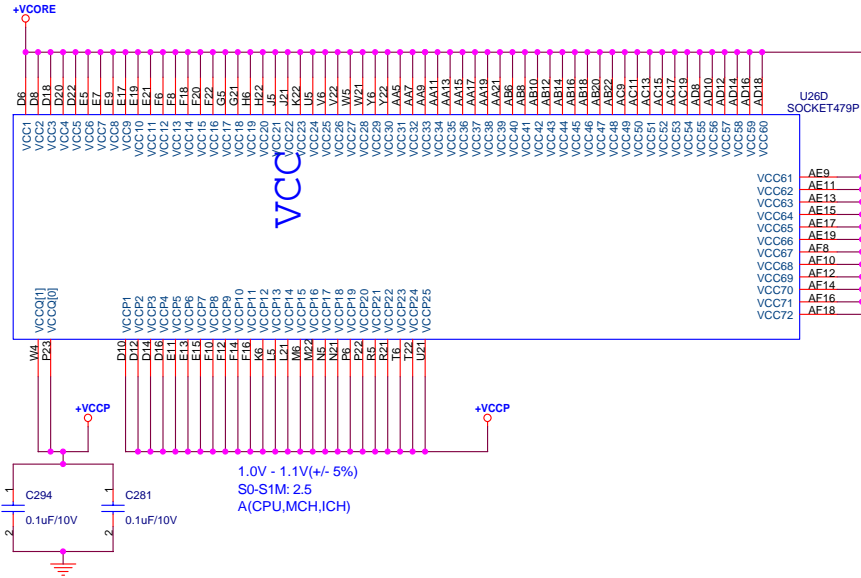 +VCORE
D6 D8 D18 D20 D22 E5 E7 E9 E17 E19 E21 F6 F8 F18 F20 F22 G5 G21 H6 H22 J5 J21 K22 U5 V6 V22 W5 W21 Y6 Y22 AA5 AA7 AA9 AA11 AA13 AA15 AA17 AA19 AA21 AB6 AB8 AB10 AB12 AB14 AB16 AB18 AB20 AB22 AC9 AC11 AC13 AC15 AC17 AC19 AD8 AD10 AD12 AD14 AD16 AD18
U26D
SOCKET479P
VCC1 VCC2 VCC3 VCC4 VCC5 VCC6 VCC7 VCC8 VCC9 VCC10 VCC11 VCC12 VCC13 VCC14 VCC15 VCC16 VCC17 VCC18 VCC19 VCC20 VCC21 VCC22 VCC23 VCC24 VCC25 VCC26 VCC27 VCC28 VCC29 VCC30 VCC31 VCC32 VCC33 VCC34 VCC35 VCC36 VCC37 VCC38 VCC39 VCC40 VCC41 VCC42 VCC43 VCC44 VCC45 VCC46 VCC47 VCC48 VCC49 VCC50 VCC51 VCC52 VCC53 VCC54 VCC55 VCC56 VCC57 VCC58 VCC59 VCC60
VCC
VCC61 AE9
VCC62 AE11
VCC63 AE13
VCC64 AE15
VCC65 AE17
VCC66 AE19
VCC67 AF8
VCC68 AF10
VCC69 AF12
VCC70 AF14
VCC71 AF16
VCC72 AF18
VCCQ[1] VCCQ[0] VCCP1 VCCP2 VCCP3 VCCP4 VCCP5 VCCP6 VCCP7 VCCP8 VCCP9 VCCP10 VCCP11 VCCP12 VCCP13 VCCP14 VCCP15 VCCP16 VCCP17 VCCP18 VCCP19 VCCP20 VCCP21 VCCP22 VCCP23 VCCP24 VCCP25
W4 P23 D10 D12 D14 D16 E11 E13 E15 F10 F12 F14 F16 K6 L5 L21 M6 M22 N5 N21 P6 P22 R5 R21 T6 T22 U21
+VCCP
+VCCP
1.0V - 1.1V(+/- 5%)
S0-S1M: 2.5
A(CPU,MCH,ICH)
1
C294
0.1uF/10V
2
1
C281
0.1uF/10V
2